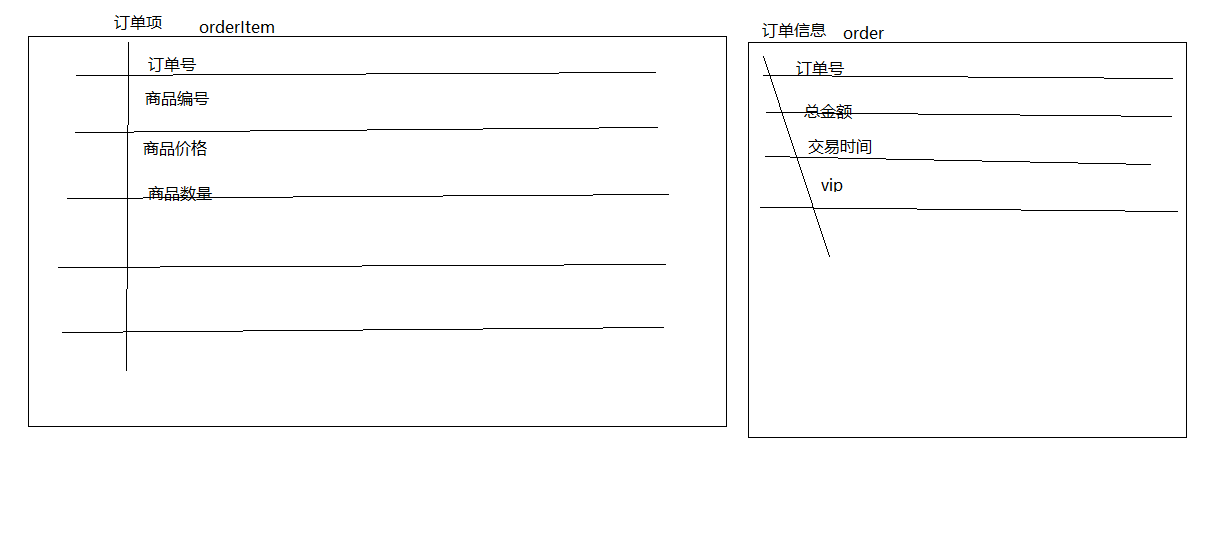 订单项 orderItem
订单号
商品编号
商品价格
商品数量
订单信息 order
订单号
总金额
交易时间
vip